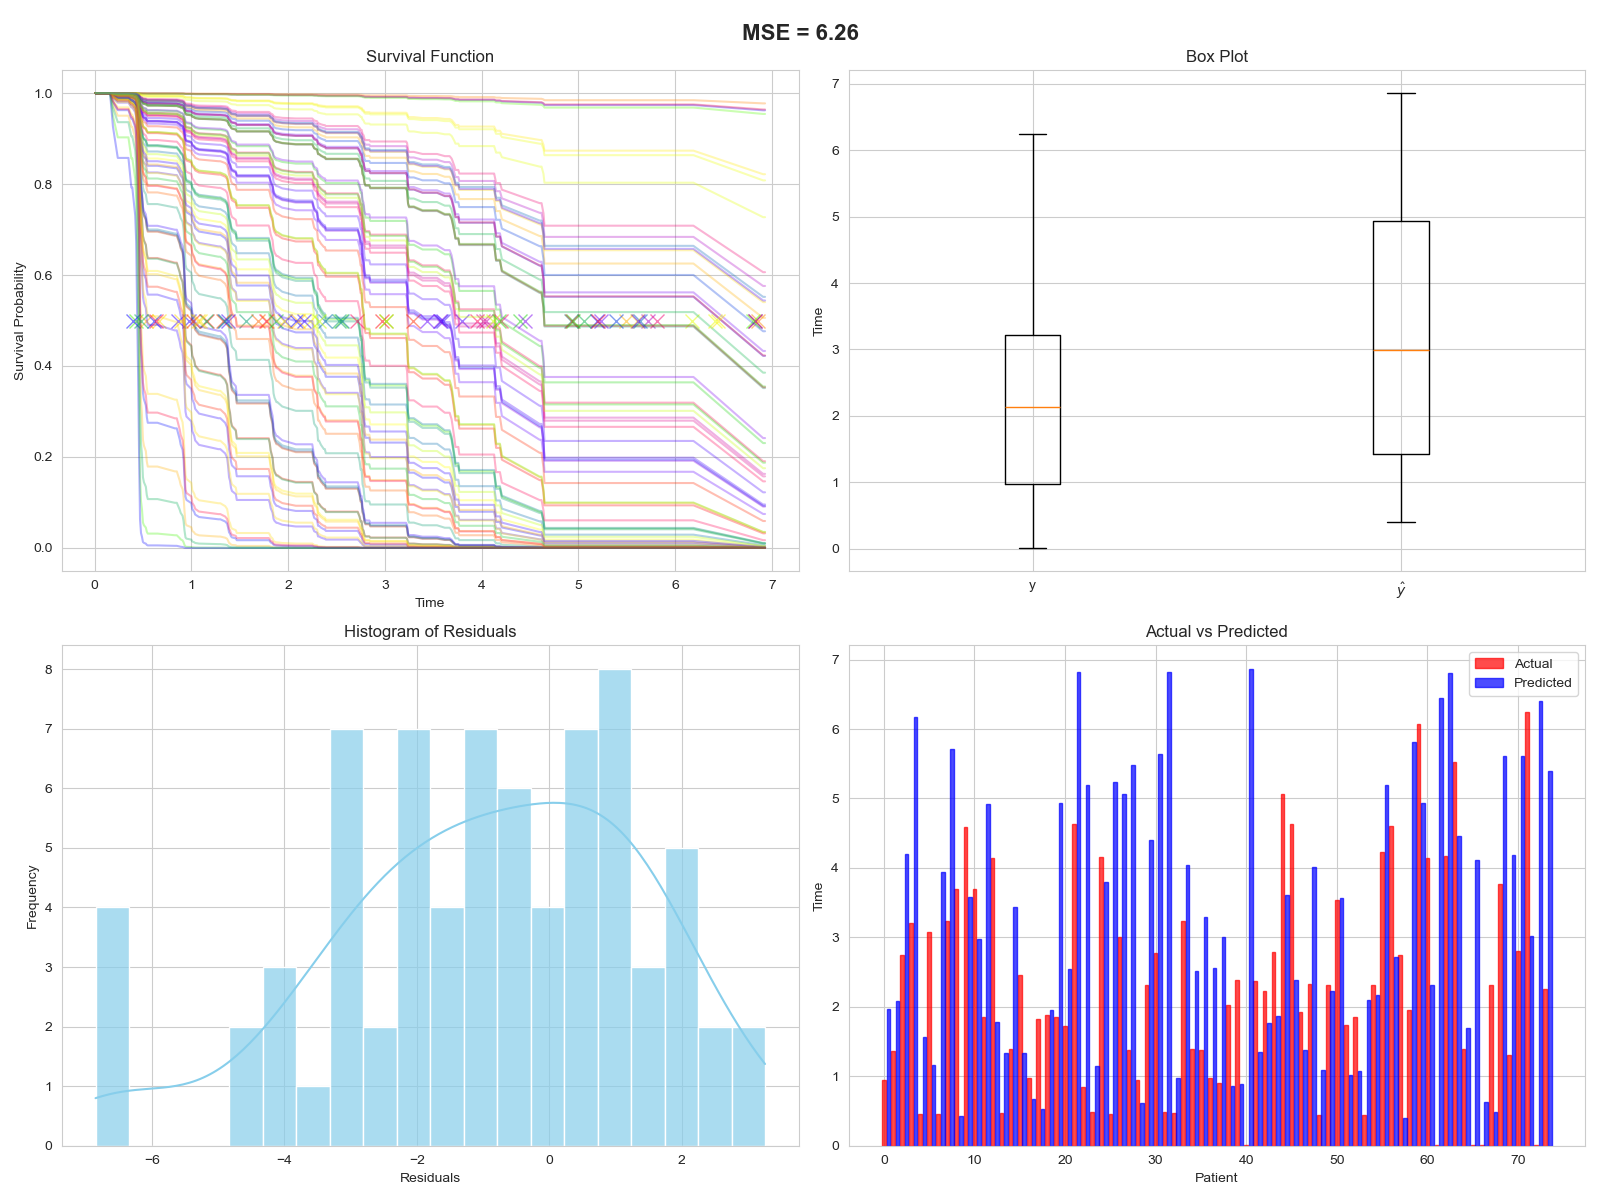 MSE = 6.26
Survival Function
Survival Probability
1.0
0.8
0.6
0.4
0.2
0.0
0 1 2 3 4 5 6 7
Time
Box Plot
Time
7
6
5
4
3
2
1
0
y ŷ
Histogram of Residuals
Frequency
8
7
6
5
4
3
2
1
0
−6 −4 −2 0 2
Residuals
Actual vs Predicted
Time
7
6
5
4
3
2
1
0
Actual
Predicted
0 10 20 30 40 50 60 70
Patient